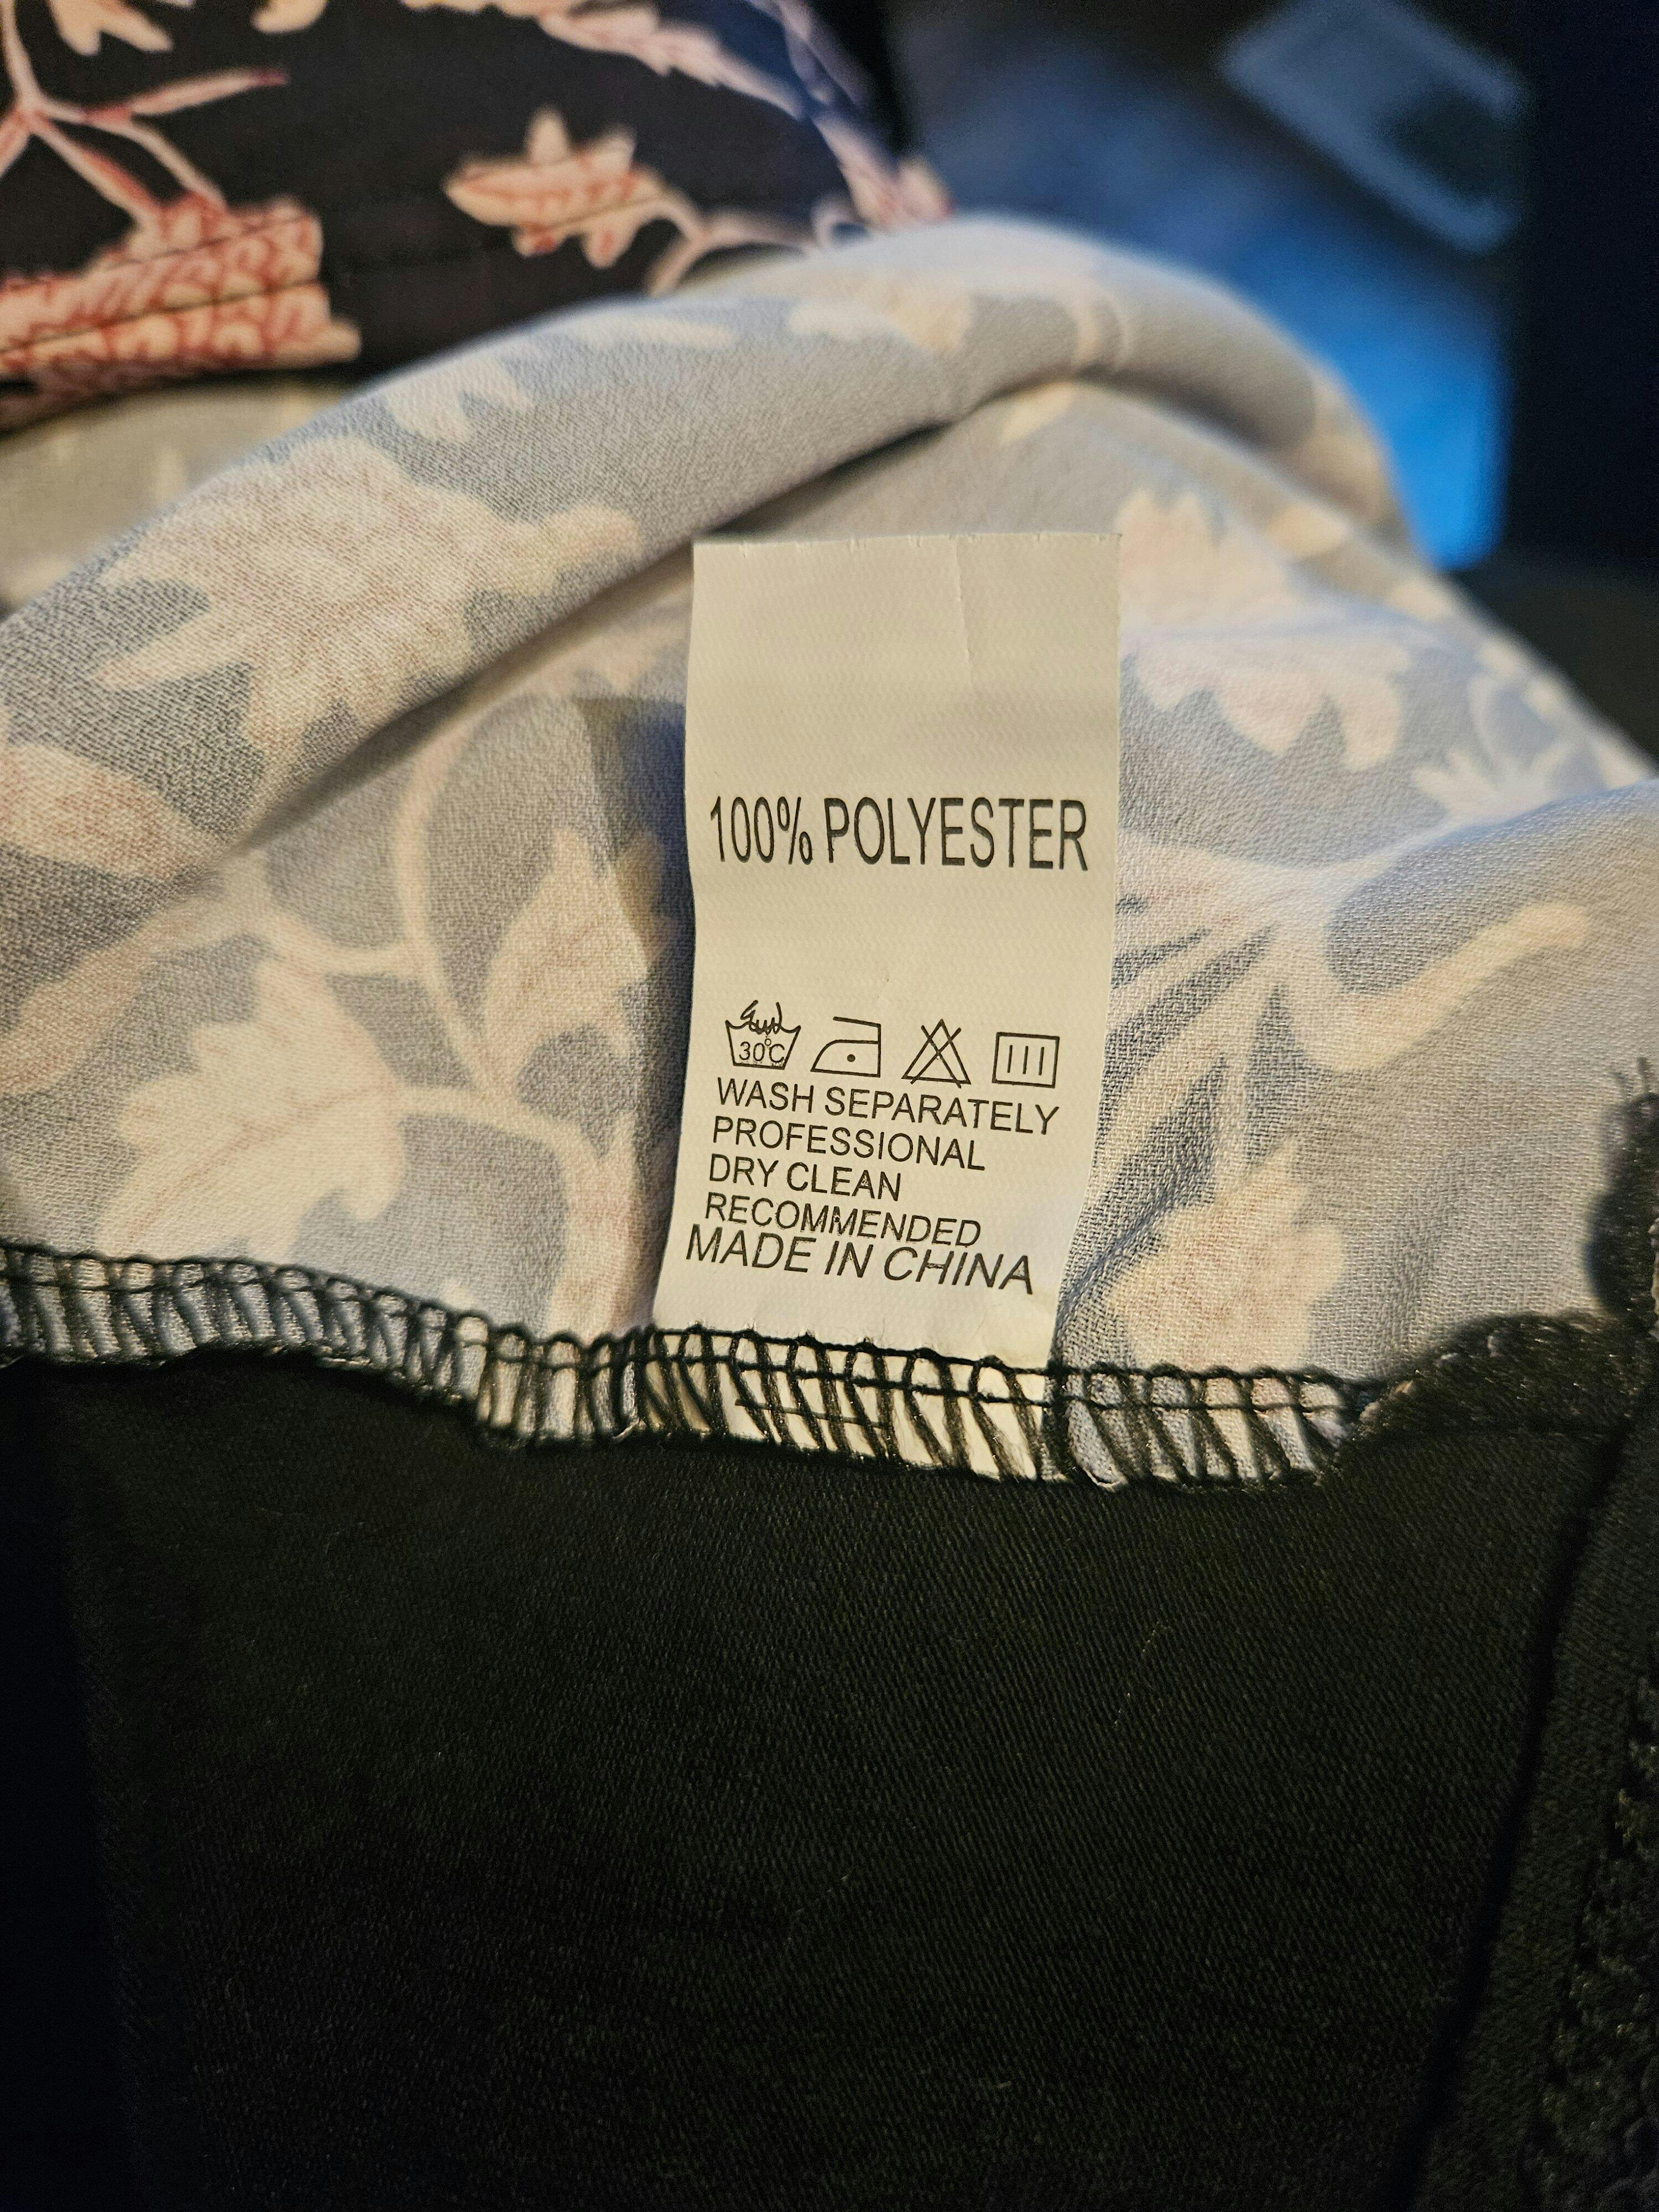 100% POLYESTER
30°C
WASH SEPARATELY
PROFESSIONAL
DRY CLEAN
RECOMMENDED
MADE IN CHINA